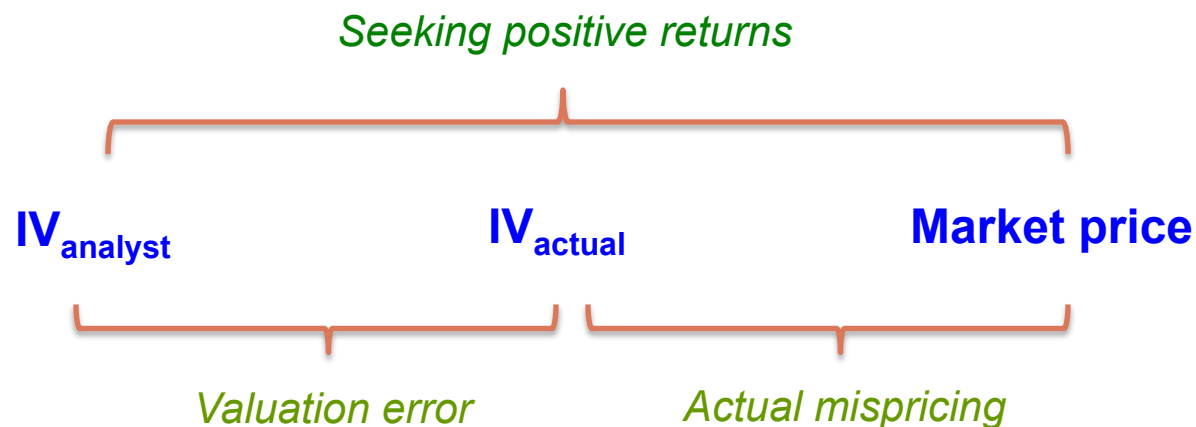 Seeking positive returns
IVanalyst IVactual Market price
Valuation error Actual mispricing